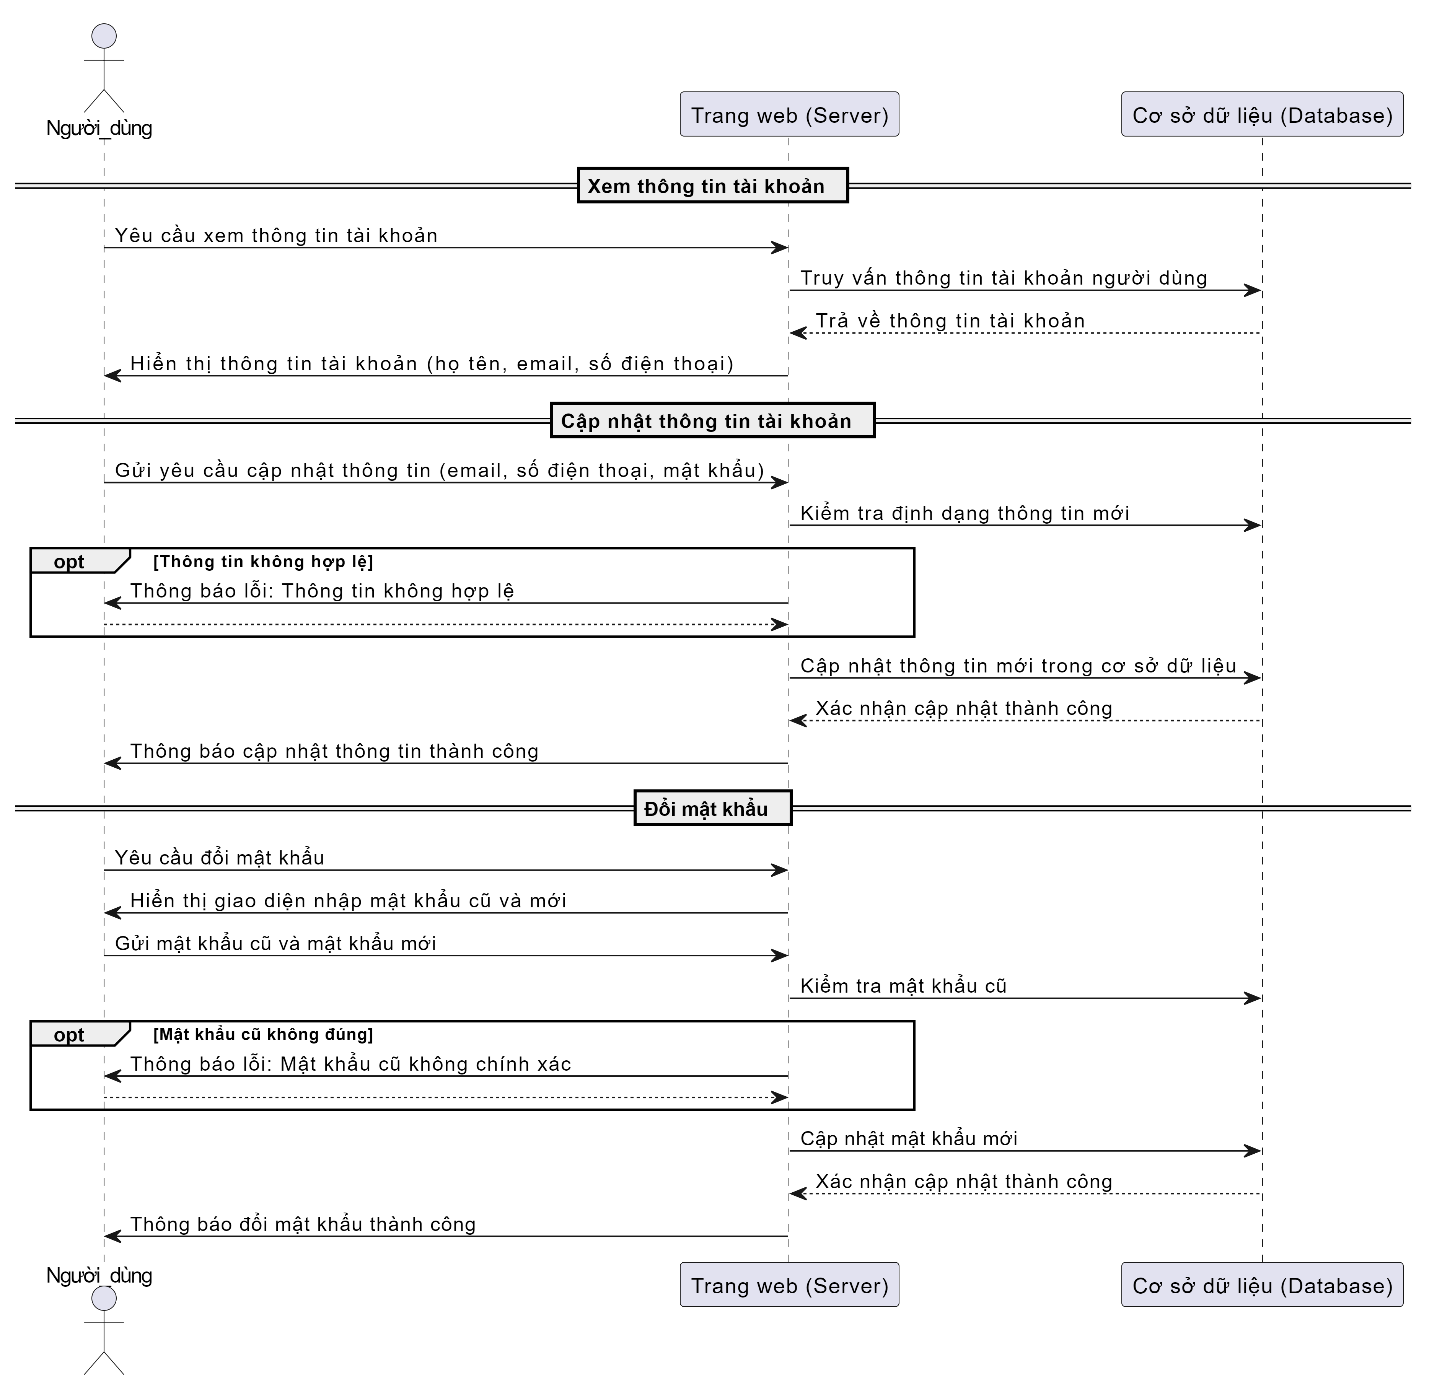 Người_dùng
Trang web (Server)
Cơ sở dữ liệu (Database)
Xem thông tin tài khoản
Yêu cầu xem thông tin tài khoản
Truy vấn thông tin tài khoản người dùng
Trả về thông tin tài khoản
Hiển thị thông tin tài khoản (họ tên, email, số điện thoại)
Cập nhật thông tin tài khoản
Gửi yêu cầu cập nhật thông tin (email, số điện thoại, mật khẩu)
Kiểm tra định dạng thông tin mới
opt
[Thông tin không hợp lệ]
Thông báo lỗi: Thông tin không hợp lệ
Cập nhật thông tin mới trong cơ sở dữ liệu
Xác nhận cập nhật thành công
Thông báo cập nhật thông tin thành công
Đổi mật khẩu
Yêu cầu đổi mật khẩu
Hiển thị giao diện nhập mật khẩu cũ và mới
Gửi mật khẩu cũ và mật khẩu mới
Kiểm tra mật khẩu cũ
opt
[Mật khẩu cũ không đúng]
Thông báo lỗi: Mật khẩu cũ không chính xác
Cập nhật mật khẩu mới
Xác nhận cập nhật thành công
Thông báo đổi mật khẩu thành công
Người_dùng
Trang web (Server)
Cơ sở dữ liệu (Database)